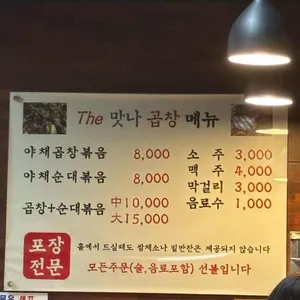 The 맛나 곱창 메뉴
야채곱창볶음 8,000
야채순대볶음 8,000
곱창+순대볶음 中10,000
大15,000
소 주 3,000
맥 주 4,000
막걸리 3,000
음료수 1,000
포장
전문
홀에서 드실때도 쌈채소나 밑반찬은 제공되지 않습니다
모든주문(술,음료포함) 선불입니다